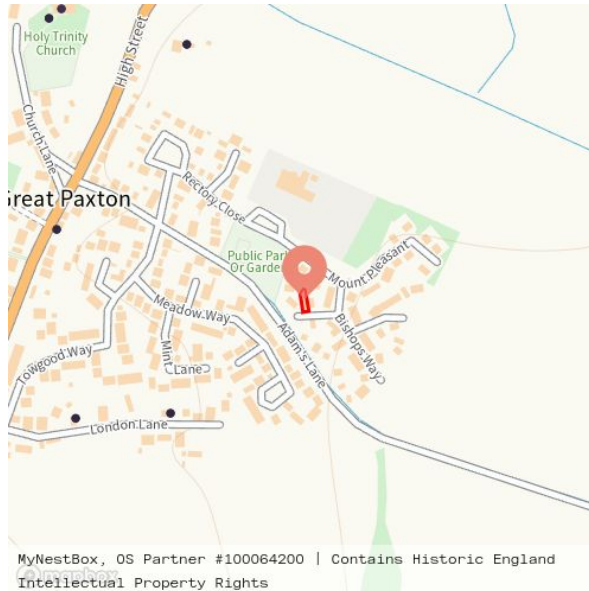 Holy Trinity
Church
High Street
Church Lane
Great Paxton
Rectory Close
Public Park
Or Garden
Mount Pleasant
Meadow Way
Adam's Lane
Bishops Way
Towgood Way
Mint Lane
London Lane
MyNestBox, OS Partner #100064200 | Contains Historic England
Intellectual Property Rights
mapbox